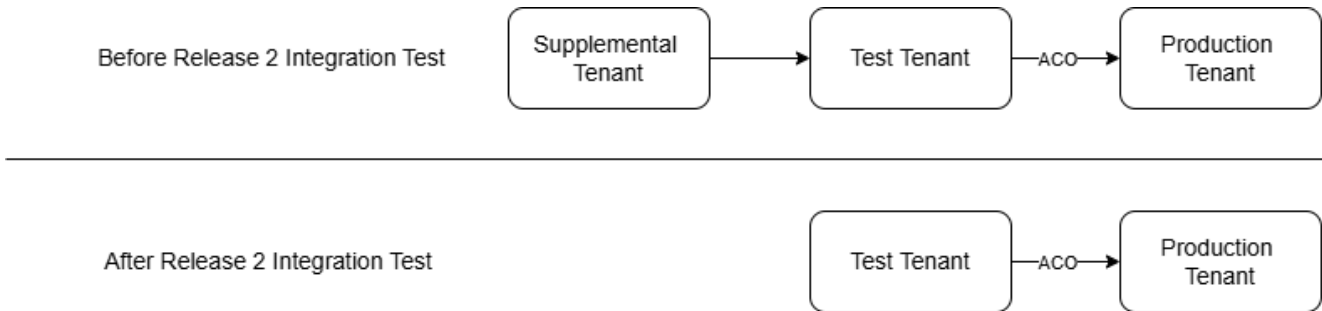 Before Release 2 Integration Test
Supplemental
Tenant
Test Tenant
ACO
Production
Tenant
After Release 2 Integration Test
Test Tenant
ACO
Production
Tenant